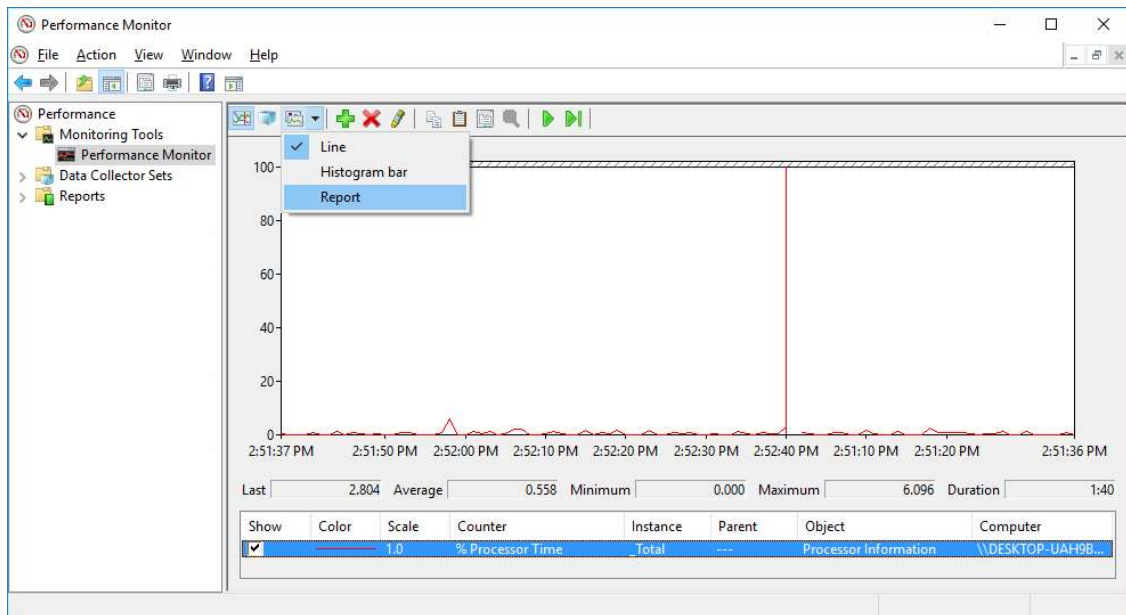 Performance Monitor
File Action View Window Help
Performance
Monitoring Tools
Performance Monitor
Data Collector Sets
Reports
Line
Histogram bar
Report
100
80
60
40
20
0
2:51:37 PM 2:51:50 PM 2:52:00 PM 2:52:10 PM 2:52:20 PM 2:52:30 PM 2:52:40 PM 2:51:10 PM 2:51:20 PM 2:51:36 PM
Last 2.804 Average 0.558 Minimum 0.000 Maximum 6.096 Duration 1:40
Show Color Scale Counter Instance Parent Object Computer
1.0 % Processor Time _Total --- Processor Information \\DESKTOP-UAH9B...